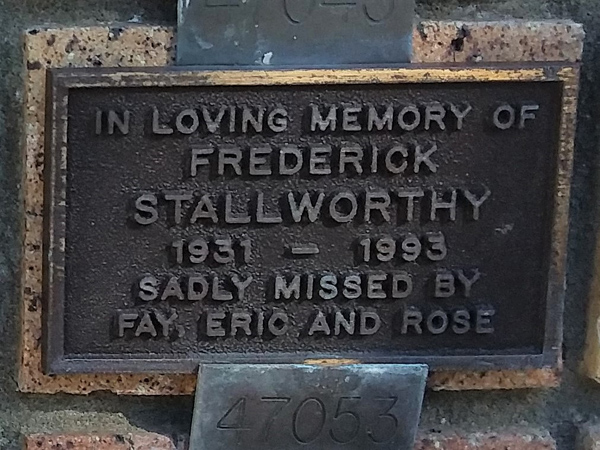 IN LOVING MEMORY OF
FREDERICK
STALLWORTHY
1931 – 1993
SADLY MISSED BY
FAY, ERIC AND ROSE
47053